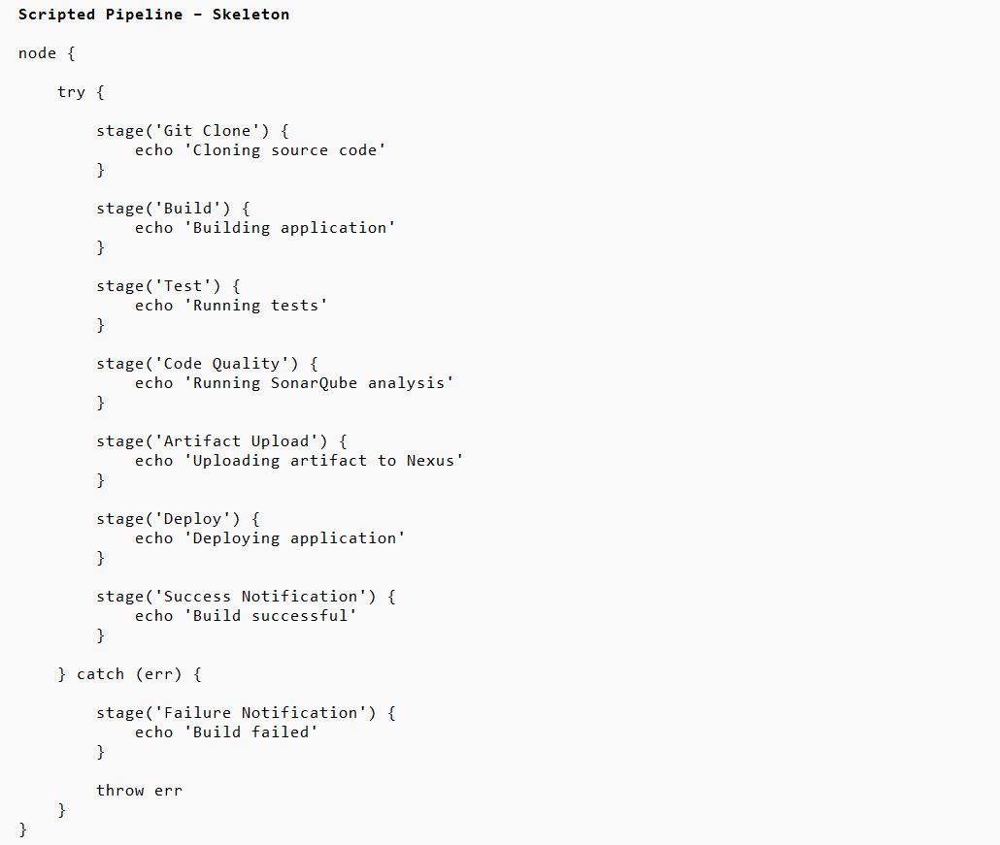 Scripted Pipeline – Skeleton
node {
try {
stage('Git Clone') {
echo 'Cloning source code'
}
stage('Build') {
echo 'Building application'
}
stage('Test') {
echo 'Running tests'
}
stage('Code Quality') {
echo 'Running SonarQube analysis'
}
stage('Artifact Upload') {
echo 'Uploading artifact to Nexus'
}
stage('Deploy') {
echo 'Deploying application'
}
stage('Success Notification') {
echo 'Build successful'
}
} catch (err) {
stage('Failure Notification') {
echo 'Build failed'
}
throw err
}
}